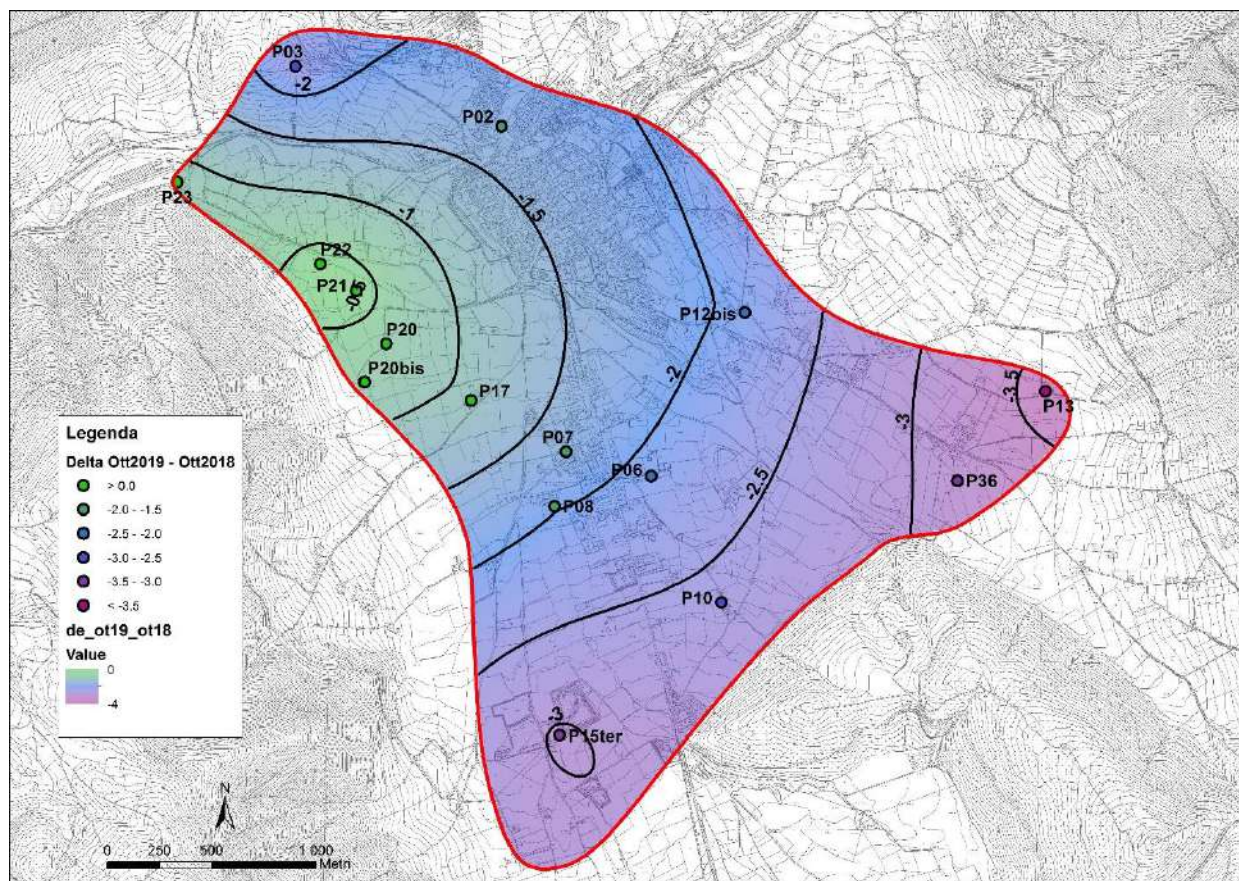 P03
-2
P02
P23
-1.5
-1
P22
P21
-0.5
P12bis
P20
P20bis
-2
P17
-3.5
P13
-3
P07
P06
-2.5
P36
P08
P10
-3
P15ter
Legenda
Delta Ott2019 - Ott2018
> 0.0
-2.0 - -1.5
-2.5 - -2.0
-3.0 - -2.5
-3.5 - -3.0
< -3.5
de_ot19_ot18
Value
0
-4
N
0 250 500 1 000
Metri